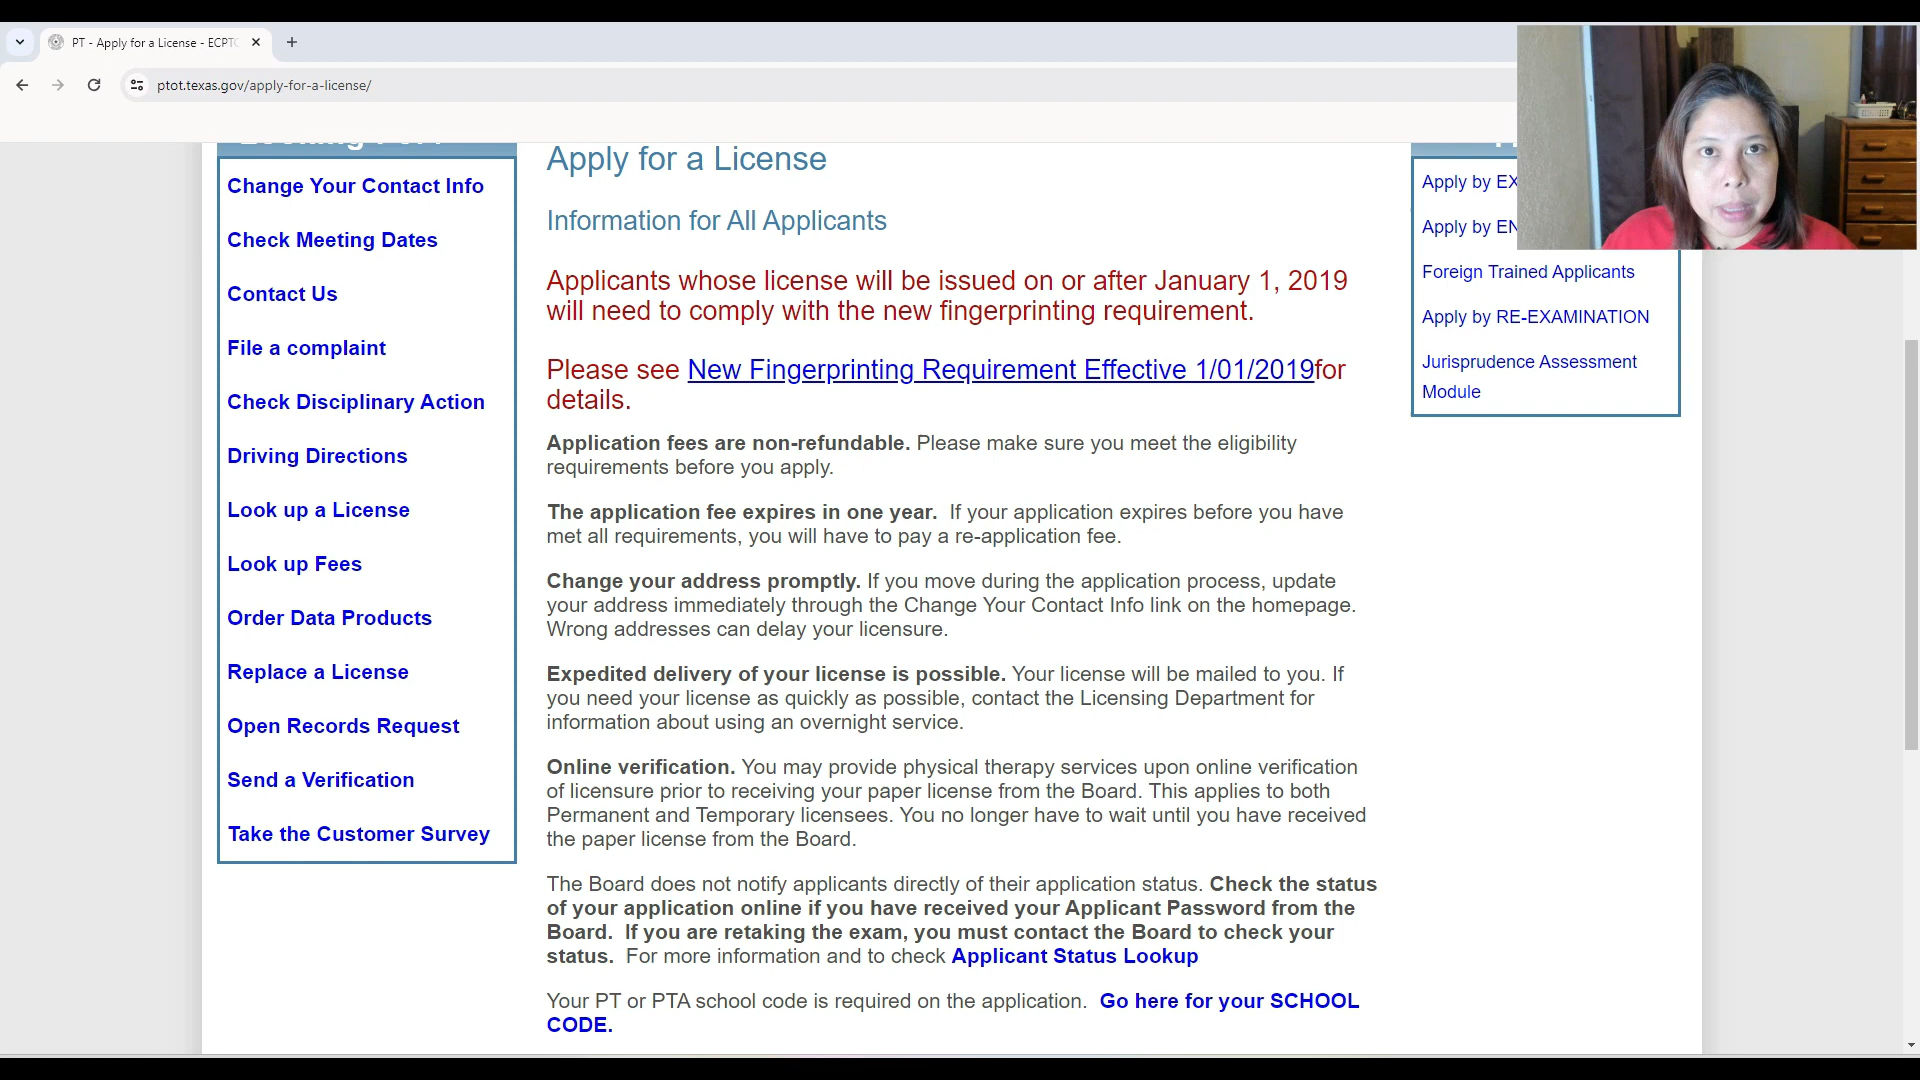 PT - Apply for a License - ECPT
ptot.texas.gov/apply-for-a-license/
Change Your Contact Info
Check Meeting Dates
Contact Us
File a complaint
Check Disciplinary Action
Driving Directions
Look up a License
Look up Fees
Order Data Products
Replace a License
Open Records Request
Send a Verification
Take the Customer Survey
Apply for a License
Information for All Applicants
Applicants whose license will be issued on or after January 1, 2019
will need to comply with the new fingerprinting requirement.
Please see New Fingerprinting Requirement Effective 1/01/2019for
details.
Application fees are non-refundable. Please make sure you meet the eligibility
requirements before you apply.
The application fee expires in one year.  If your application expires before you have
met all requirements, you will have to pay a re-application fee.
Change your address promptly. If you move during the application process, update
your address immediately through the Change Your Contact Info link on the homepage.
Wrong addresses can delay your licensure.
Expedited delivery of your license is possible. Your license will be mailed to you. If
you need your license as quickly as possible, contact the Licensing Department for
information about using an overnight service.
Online verification. You may provide physical therapy services upon online verification
of licensure prior to receiving your paper license from the Board. This applies to both
Permanent and Temporary licensees. You no longer have to wait until you have received
the paper license from the Board.
The Board does not notify applicants directly of their application status. Check the status
of your application online if you have received your Applicant Password from the
Board.  If you are retaking the exam, you must contact the Board to check your
status.  For more information and to check Applicant Status Lookup
Your PT or PTA school code is required on the application.  Go here for your SCHOOL
CODE.
Apply by EX
Apply by EN
Foreign Trained Applicants
Apply by RE-EXAMINATION
Jurisprudence Assessment
Module